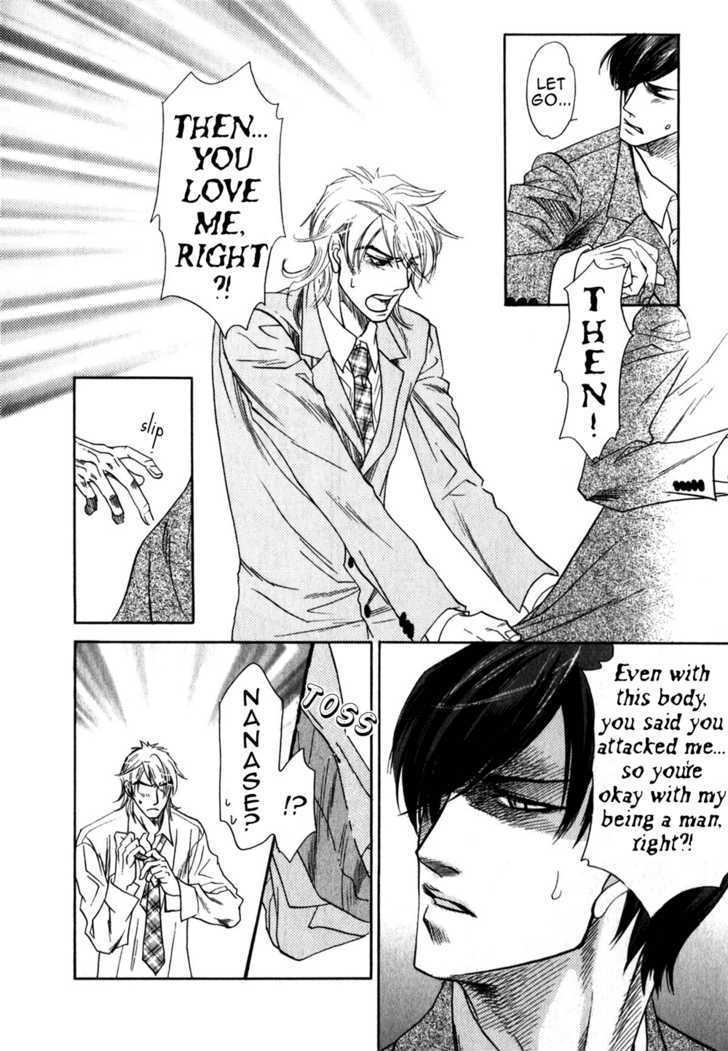 LET
GO...
THEN!
THEN...
YOU
LOVE
ME,
RIGHT
?!
slip
Even with
this body,
you said you
attacked me...
so you're
okay with my
being a man,
right?!
TOSS
!?
NANASE?